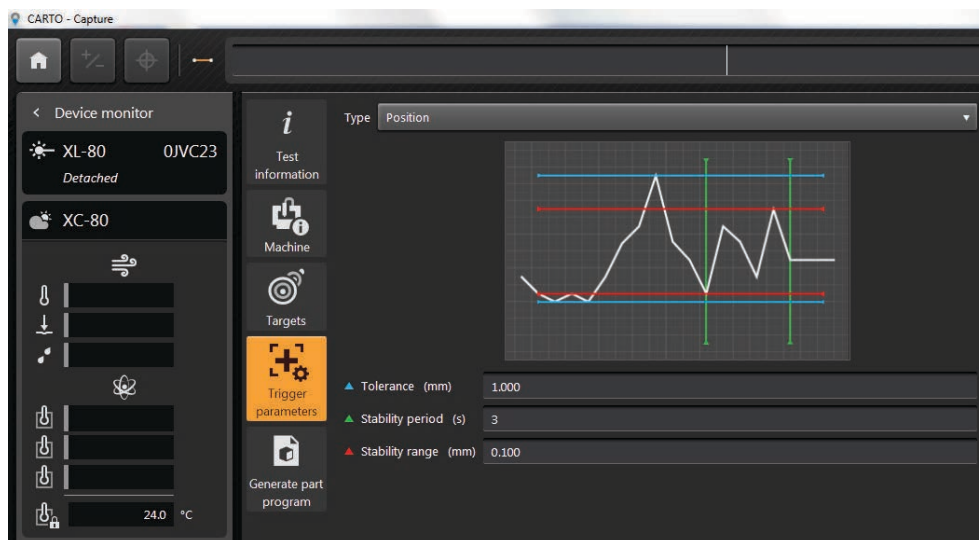 CARTO - Capture
< Device monitor
XL-80 0JVC23
Detached
XC-80
24.0 °C
i
Test
information
Machine
Targets
Trigger
parameters
Generate part
program
Type Position
Tolerance (mm) 1.000
Stability period (s) 3
Stability range (mm) 0.100